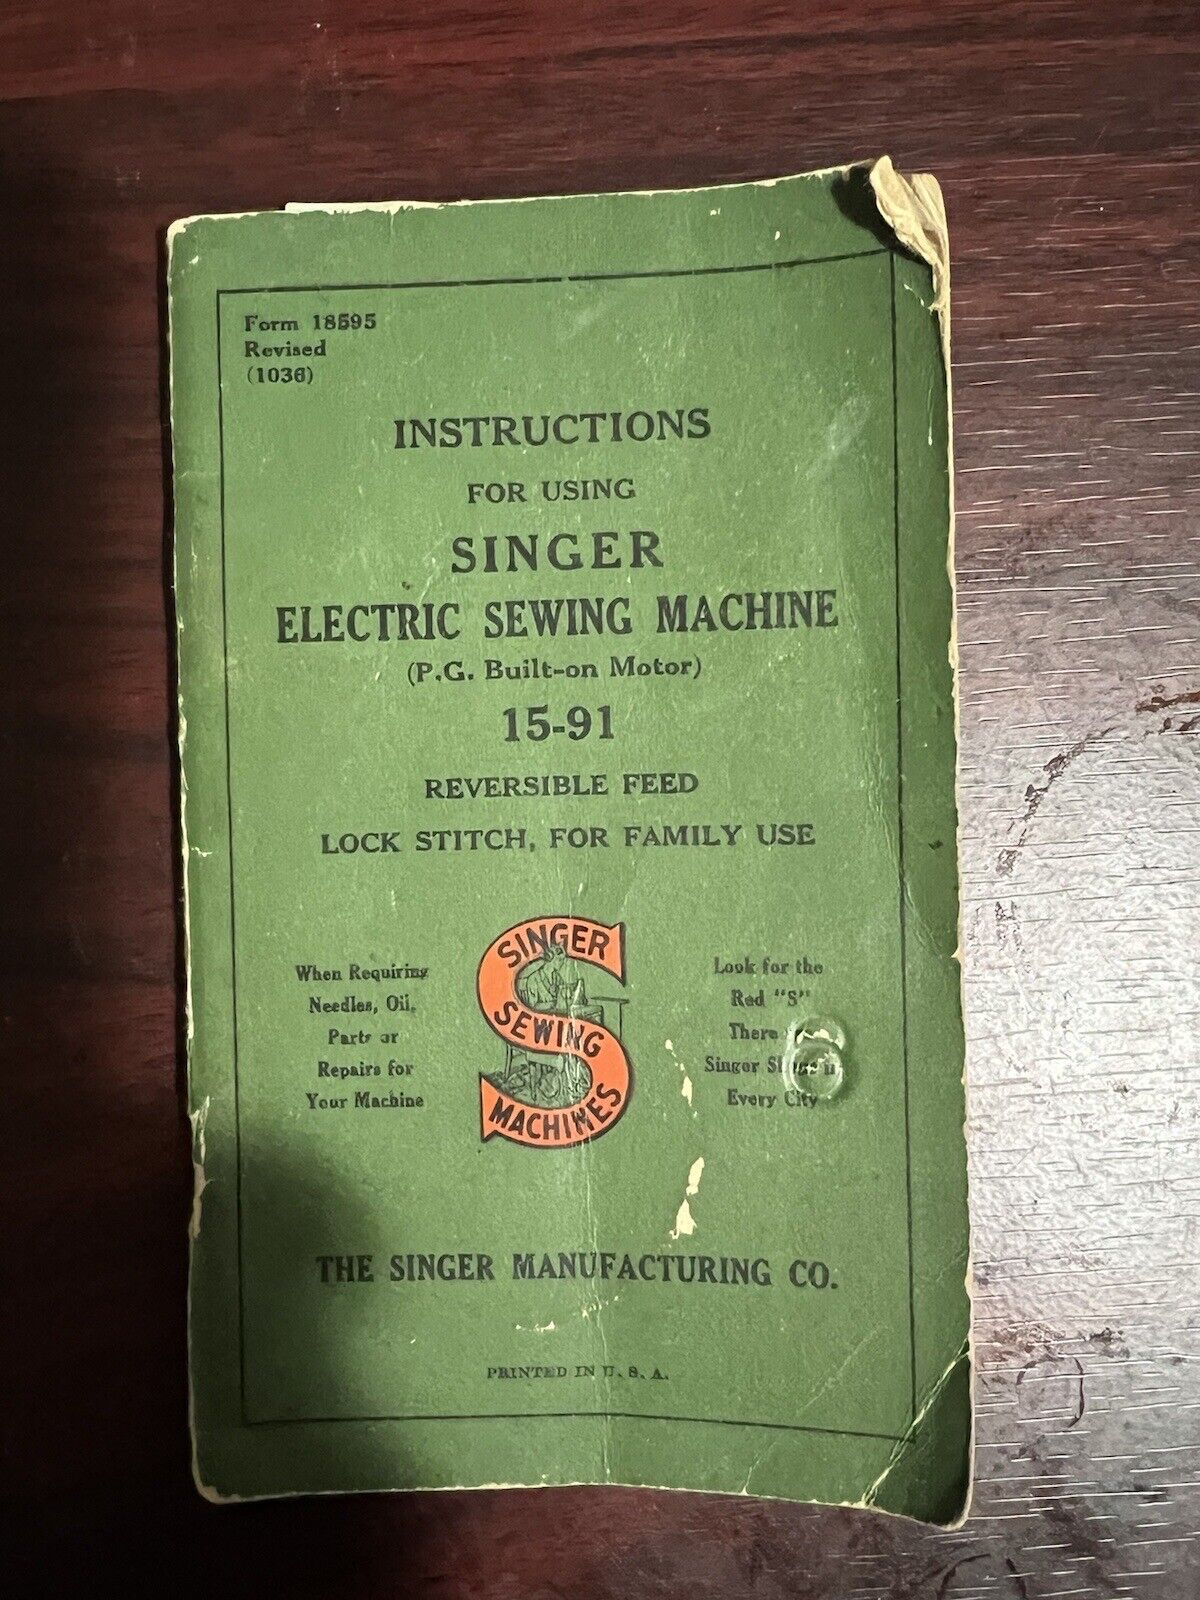 Form 18595
Revised
(1036)
INSTRUCTIONS
FOR USING
SINGER
ELECTRIC SEWING MACHINE
(P.G. Built-on Motor)
15-91
REVERSIBLE FEED
LOCK STITCH, FOR FAMILY USE
When Requiring
Needles, Oil,
Parts or
Repairs for
Your Machine
SINGER
SEWING
MACHINES
Look for the
Red "S"
There
Singer
Every City
THE SINGER MANUFACTURING CO.
PRINTED IN U. S. A.